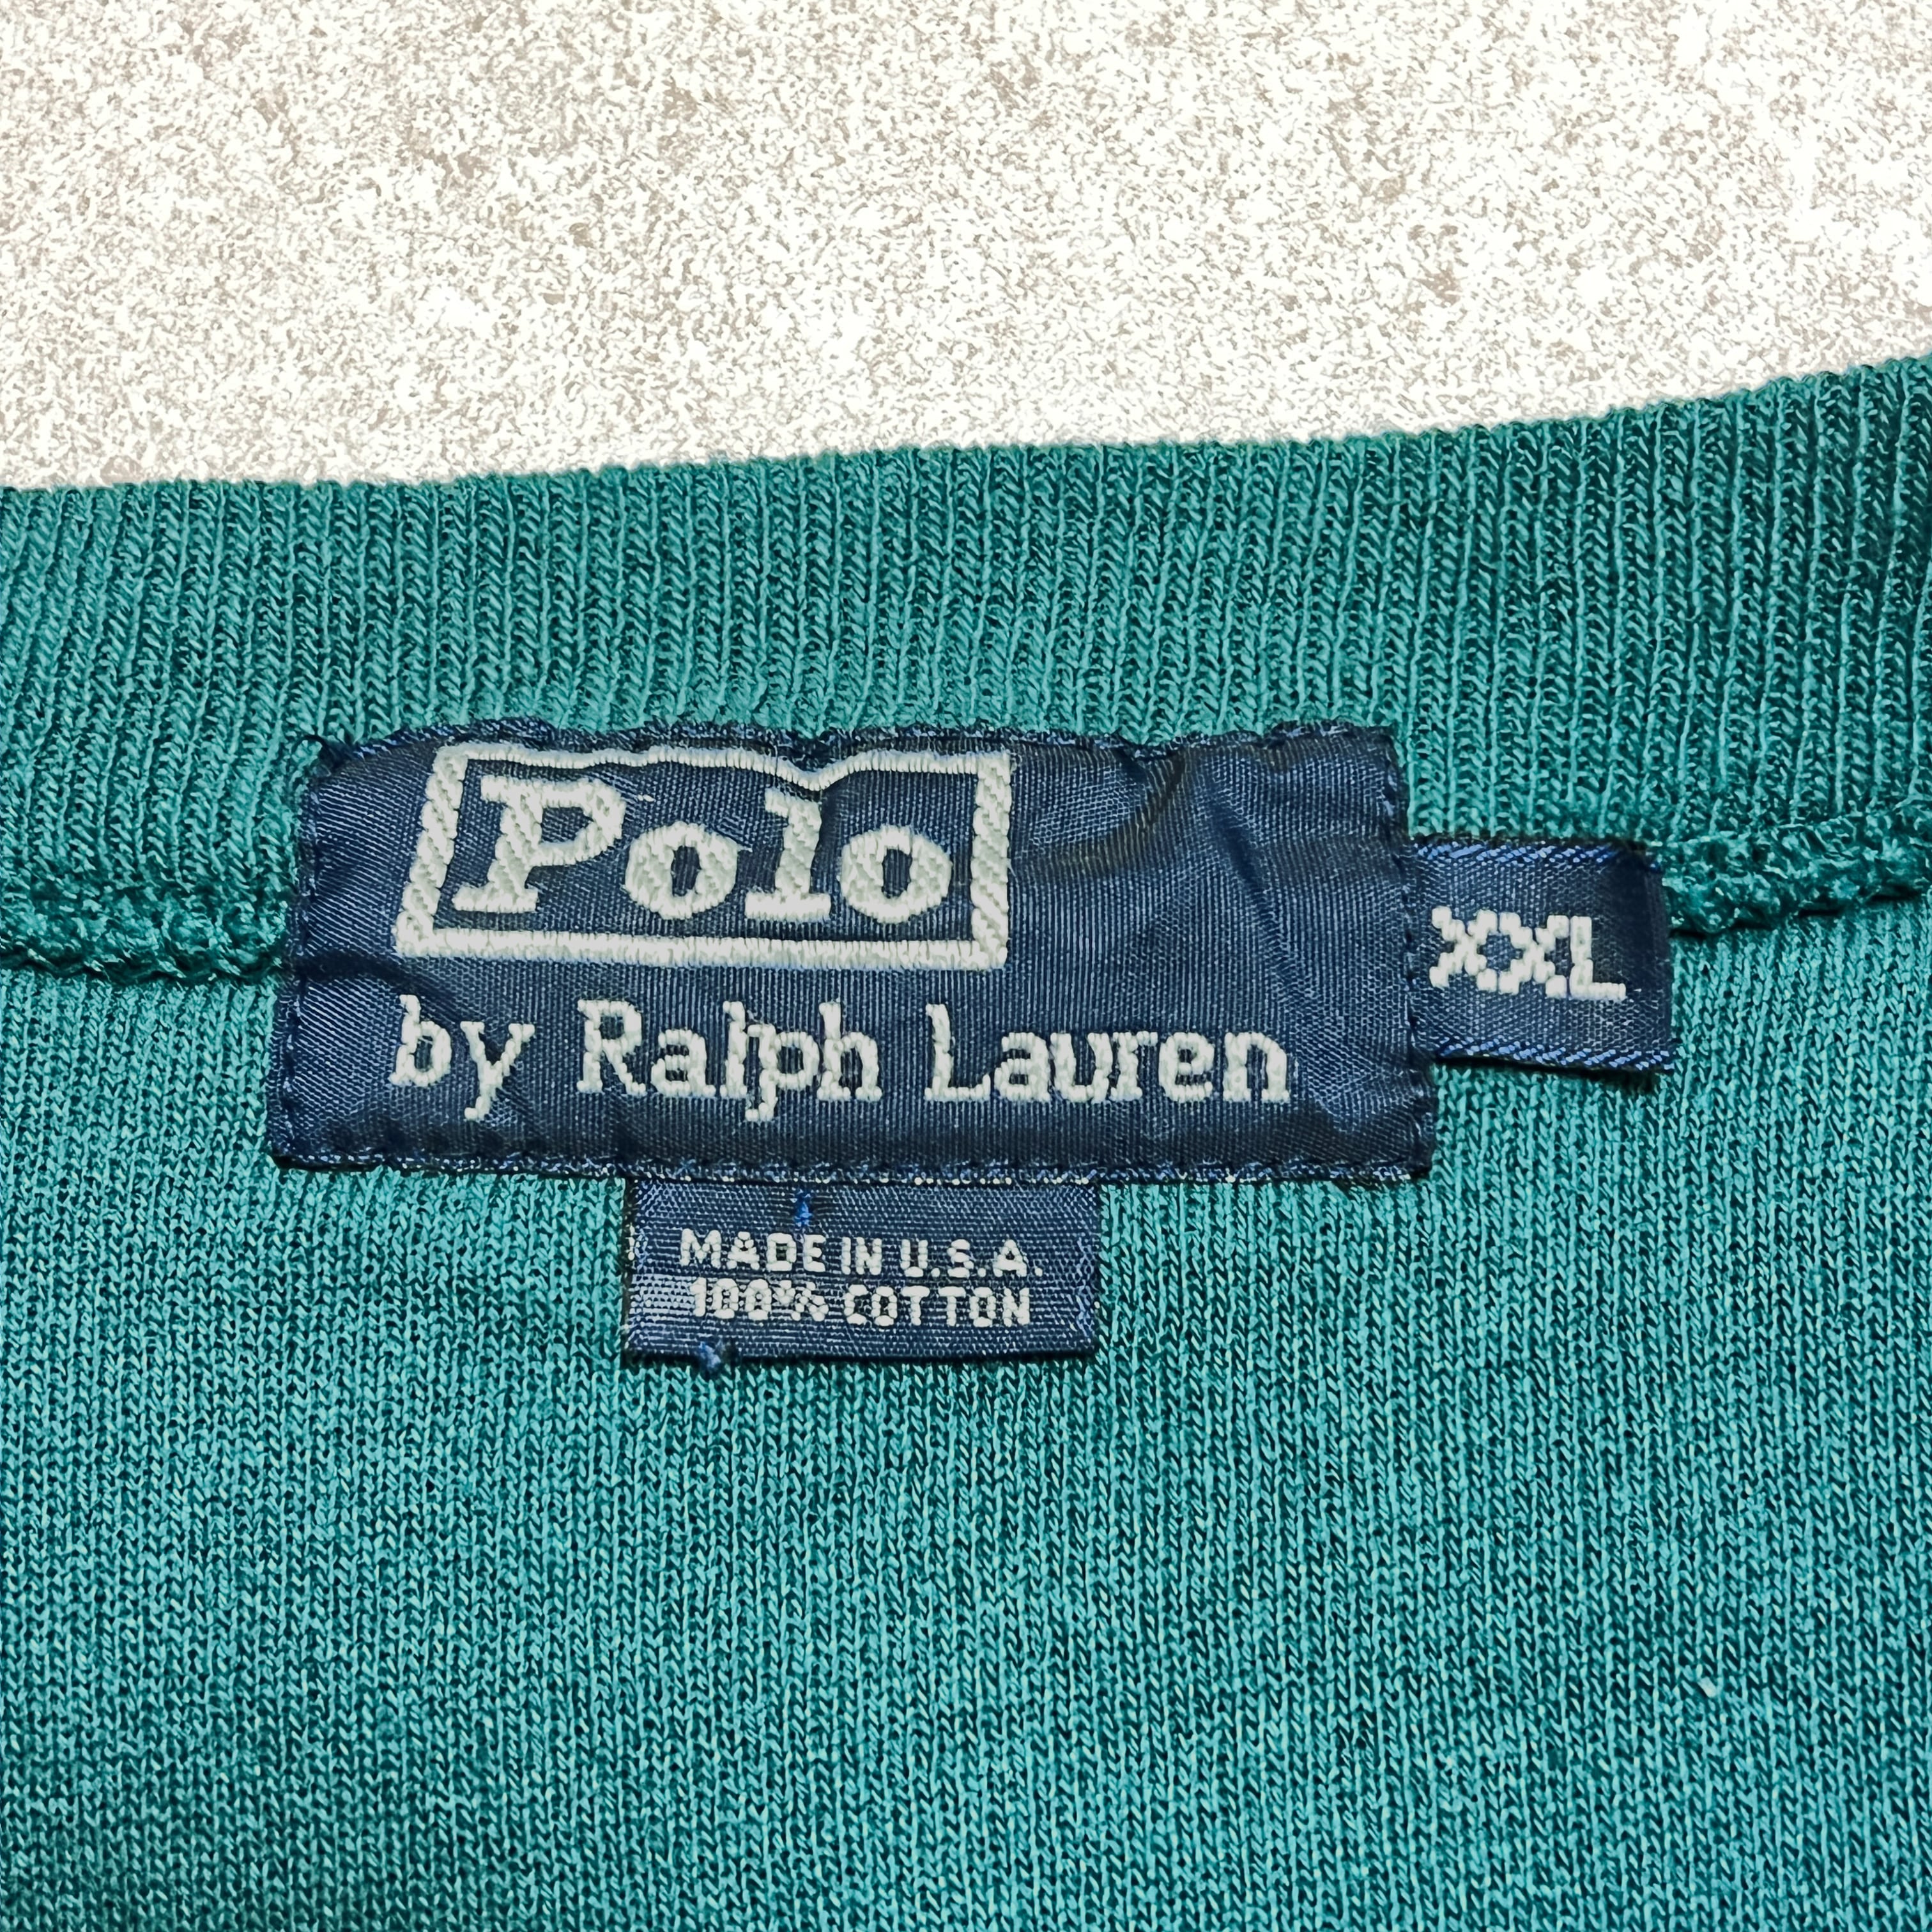 Polo
by Ralph Lauren
XXL
MADE IN U.S.A.
100% COTTON